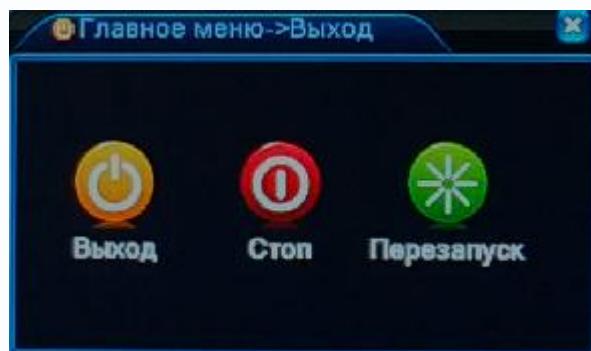 Главное меню->Выход
Выход
Стоп
Перезапуск